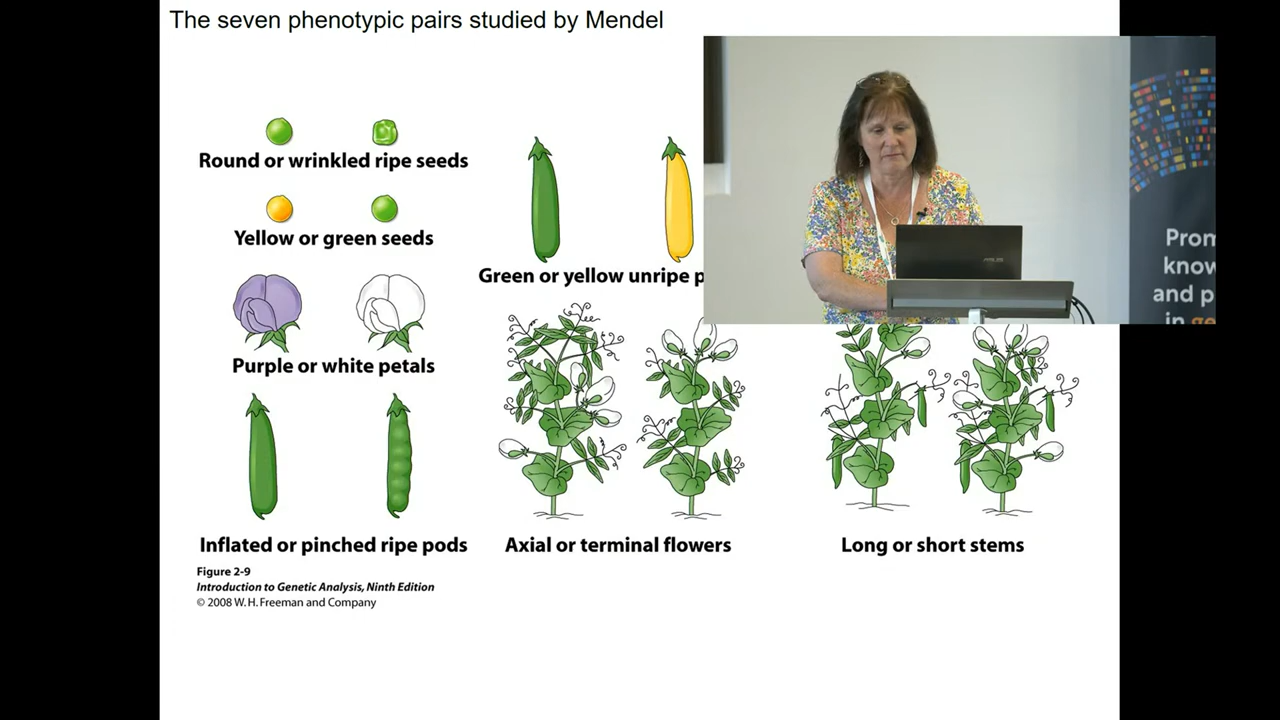 The seven phenotypic pairs studied by Mendel
Round or wrinkled ripe seeds
Yellow or green seeds
Purple or white petals
Inflated or pinched ripe pods
Green or yellow unripe
Axial or terminal flowers
Long or short stems
Figure 2-9
Introduction to Genetic Analysis, Ninth Edition
© 2008 W. H. Freeman and Company
ASUS
Prom
know
and p
in ge